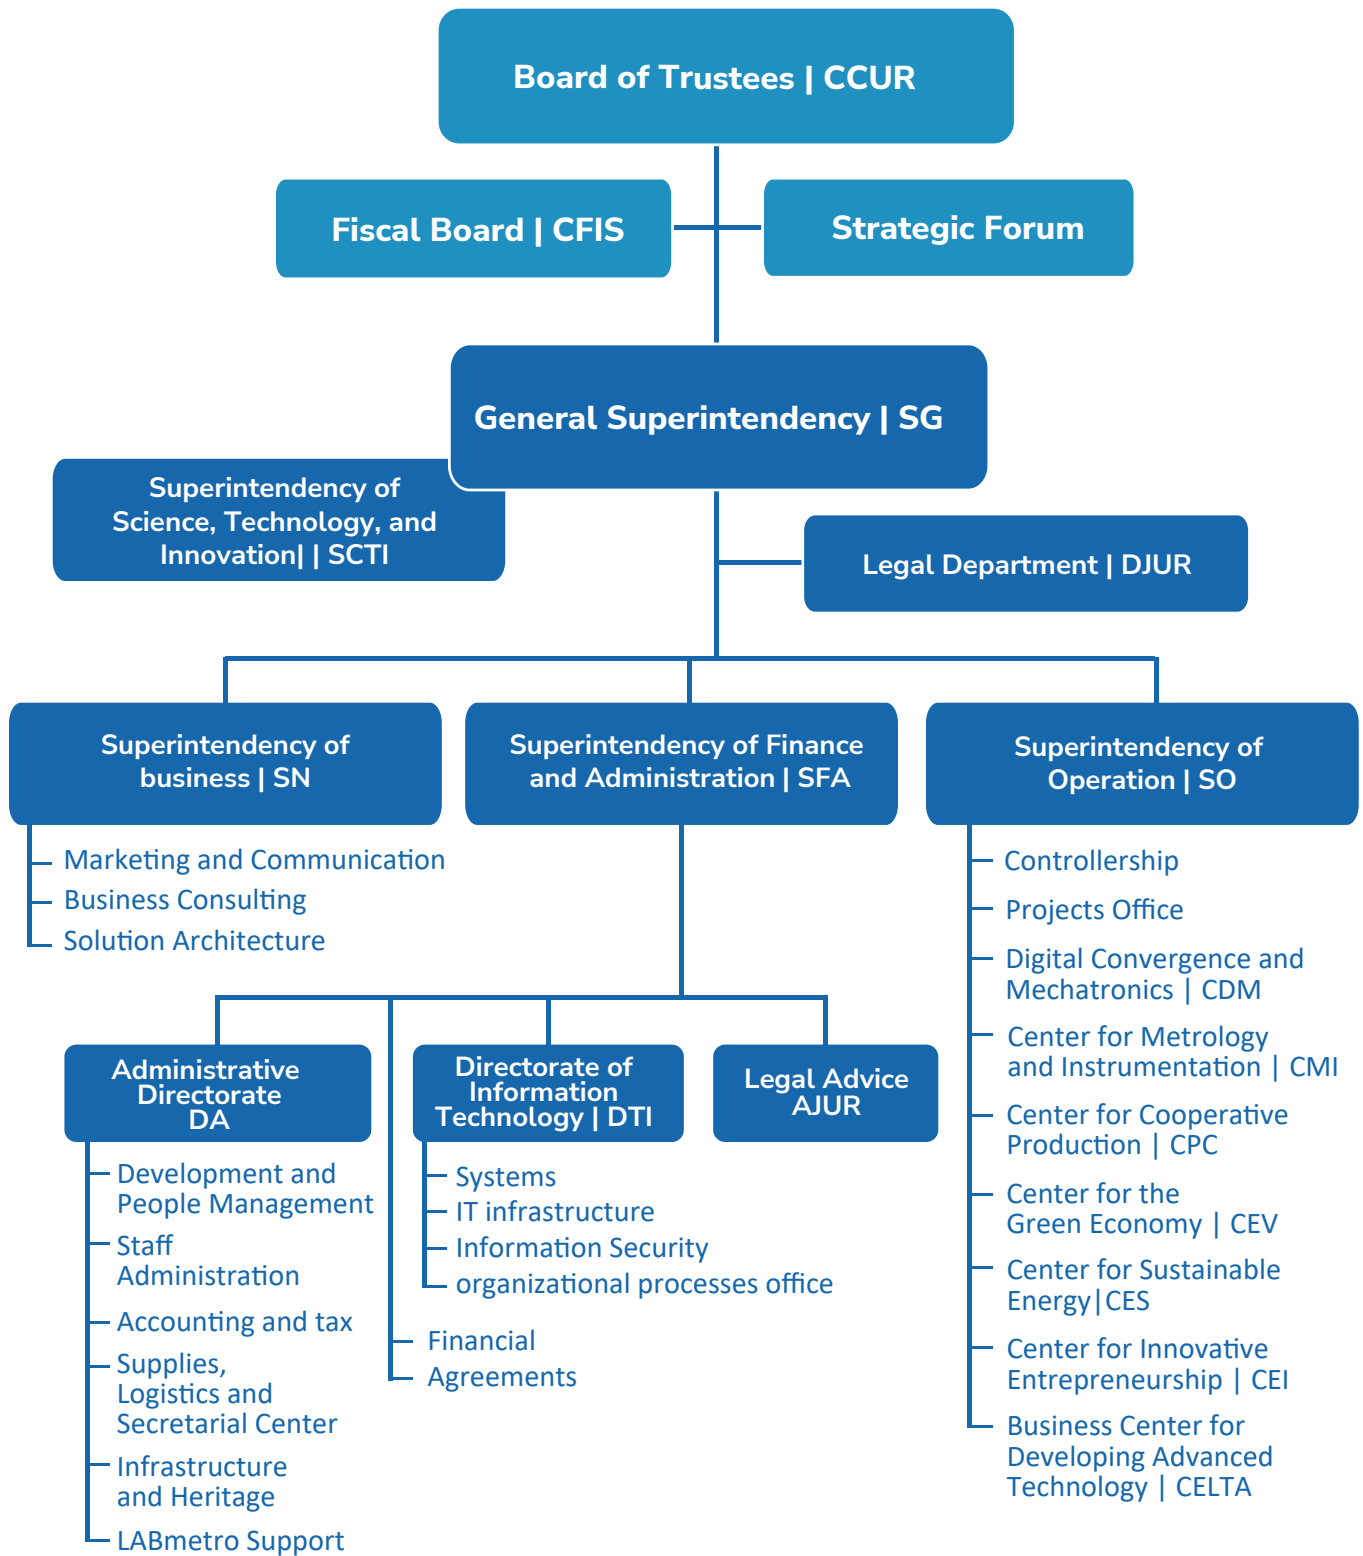 Board of Trustees | CCUR
Fiscal Board | CFIS
Strategic Forum
General Superintendency | SG
Superintendency of
Science, Technology, and
Innovation| | SCTI
Legal Department | DJUR
Superintendency of
business | SN
Superintendency of Finance
and Administration | SFA
Superintendency of
Operation | SO
Marketing and Communication
Business Consulting
Solution Architecture
Administrative
Directorate
DA
Development and
People Management
Staff
Administration
Accounting and tax
Supplies,
Logistics and
Secretarial Center
Infrastructure
and Heritage
LABmetro Support
Directorate of
Information
Technology | DTI
Systems
IT infrastructure
Information Security
organizational processes office
Financial
Agreements
Legal Advice
AJUR
Controllership
Projects Office
Digital Convergence and
Mechatronics | CDM
Center for Metrology
and Instrumentation | CMI
Center for Cooperative
Production | CPC
Center for the
Green Economy | CEV
Center for Sustainable
Energy|CES
Center for Innovative
Entrepreneurship | CEI
Business Center for
Developing Advanced
Technology | CELTA